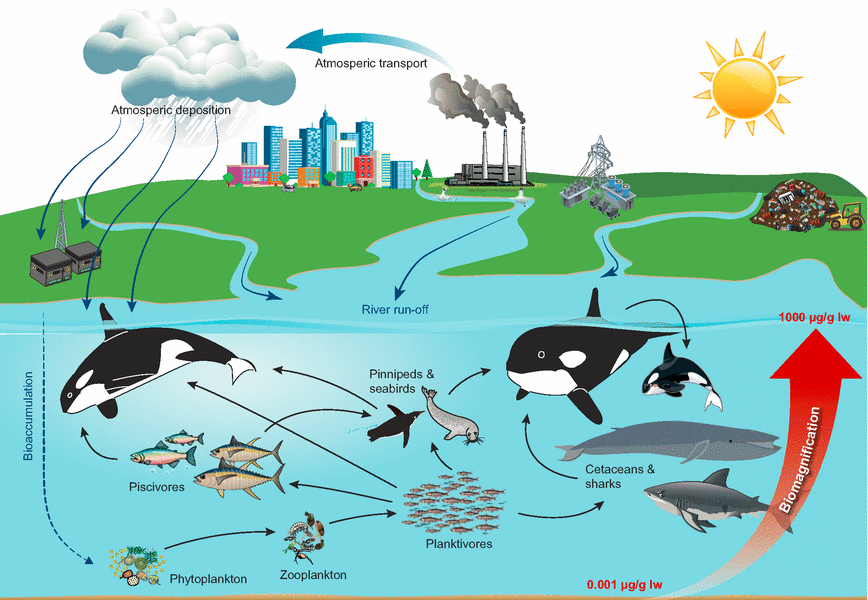 Atmosperic transport
Atmosperic deposition
River run-off
1000 µg/g lw
Pinnipeds &
seabirds
Bioaccumulation
Biomagnification
Cetaceans &
sharks
Piscivores
Planktivores
Phytoplankton
Zooplankton
0.001 µg/g lw